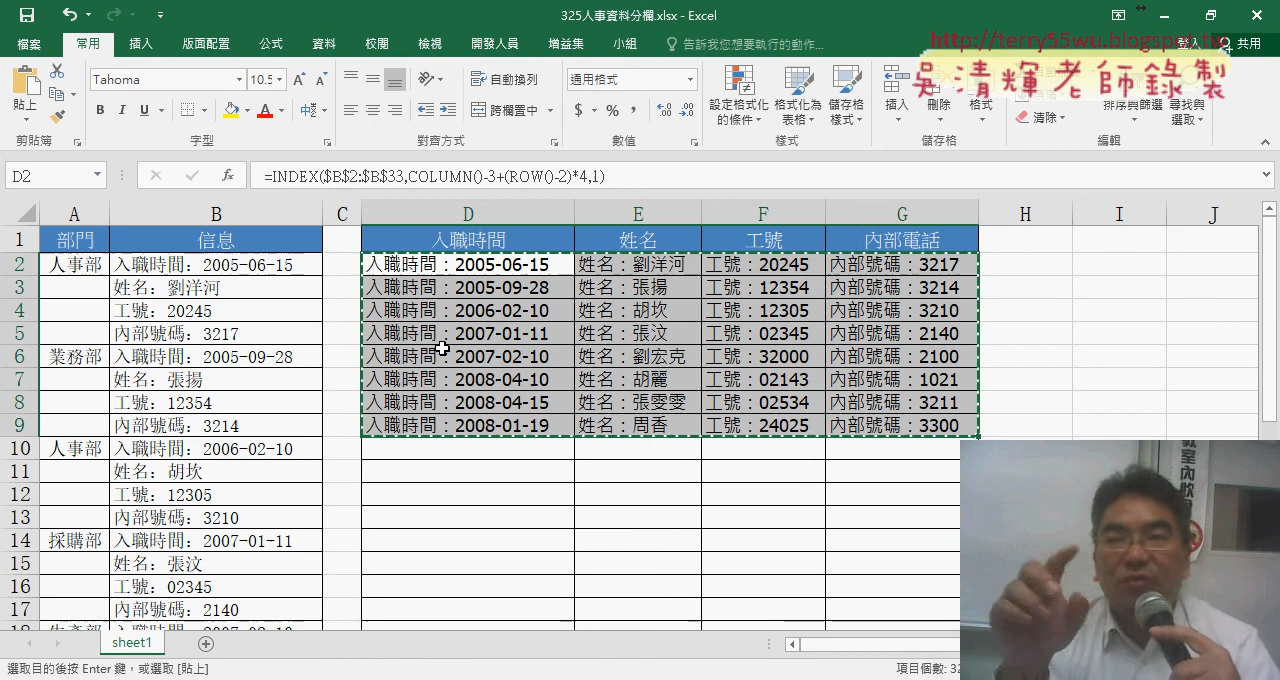 325人事資料分欄.xlsx - Excel
http://terry55wu.blogspot.tw
登入 共用
吳清輝老師錄製
檔案 常用 插入 版面配置 公式 資料 校閱 檢視 開發人員 增益集 小組 告訴我您想要執行的動作...
貼上 Tahoma 10.5 A A 自動換列 通用格式 設定格式化的條件 格式化為表格 儲存格樣式 插入 刪除 格式 清除 排序與篩選 尋找與選取
B I U A 中 跨欄置中 $ % ,
剪貼簿 字型 對齊方式 數值 樣式 儲存格 編輯
D2 fx =INDEX($B$2:$B$33,COLUMN()-3+(ROW()-2)*4,1)
A B C D E F G H I J
1 部門 信息 入職時間 姓名 工號 內部電話
2 人事部 入職時間：2005-06-15 入職時間：2005-06-15 姓名：劉洋河 工號：20245 內部號碼：3217
3 姓名：劉洋河 入職時間：2005-09-28 姓名：張揚 工號：12354 內部號碼：3214
4 工號：20245 入職時間：2006-02-10 姓名：胡坎 工號：12305 內部號碼：3210
5 內部號碼：3217 入職時間：2007-01-11 姓名：張汶 工號：02345 內部號碼：2140
6 業務部 入職時間：2005-09-28 入職時間：2007-02-10 姓名：劉宏克 工號：32000 內部號碼：2100
7 姓名：張揚 入職時間：2008-04-10 姓名：胡麗 工號：02143 內部號碼：1021
8 工號：12354 入職時間：2008-04-15 姓名：張雯雯 工號：02534 內部號碼：3211
9 內部號碼：3214 入職時間：2008-01-19 姓名：周香 工號：24025 內部號碼：3300
10 人事部 入職時間：2006-02-10
11 姓名：胡坎
12 工號：12305
13 內部號碼：3210
14 採購部 入職時間：2007-01-11
15 姓名：張汶
16 工號：02345
17 內部號碼：2140
sheet1
選取目的後按 Enter 鍵，或選取 [貼上] 項目個數: 32